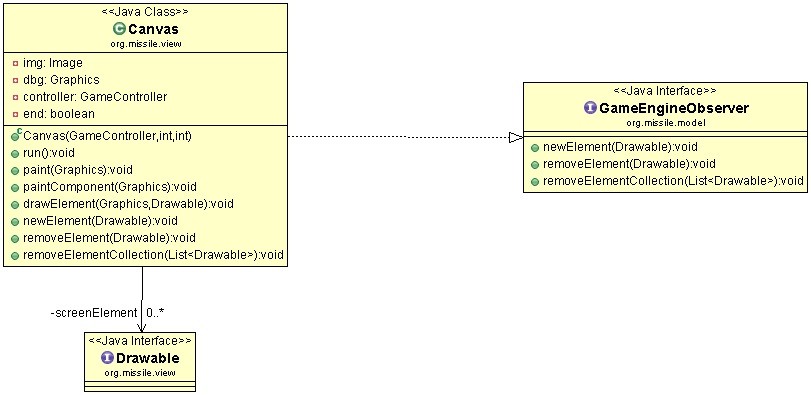 <<Java Class>>
Canvas
org.missile.view
img: Image
dbg: Graphics
controller: GameController
end: boolean
Canvas(GameController,int,int)
run():void
paint(Graphics):void
paintComponent(Graphics):void
drawElement(Graphics,Drawable):void
newElement(Drawable):void
removeElement(Drawable):void
removeElementCollection(List<Drawable>):void
<<Java Interface>>
GameEngineObserver
org.missile.model
newElement(Drawable):void
removeElement(Drawable):void
removeElementCollection(List<Drawable>):void
-screenElement 0..*
<<Java Interface>>
Drawable
org.missile.view